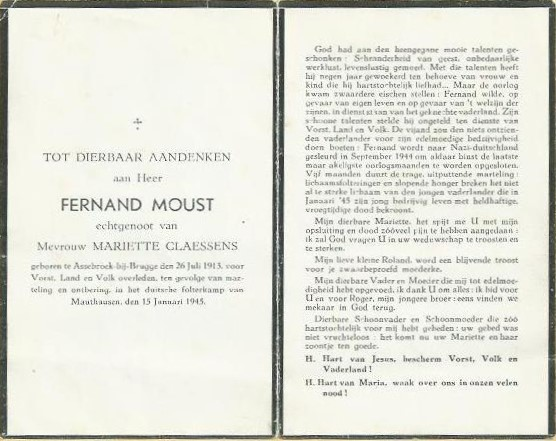 TOT DIERBAAR AANDENKEN
aan Heer
FERNAND MOUST
echtgenoot van
Mevrouw MARIETTE CLAESSENS
geboren te Assebroek-bij-Brugge den 26 Juli 1913, voor
Vorst, Land en Volk overleden, ten gevolge van mar-
teling en ontbering, in het duitsche folterkamp van
Mauthausen, den 15 Januari 1945.
God had aan den heengegane mooie talenten ge-
schonken : Schranderheid van geest, onbedaarlijke
werklust, levenslustig gemoed. Met die talenten heeft
hij negen jaar gewoekerd ten behoeve van vrouw en
kind die hij hartstochtelijk liefhad... Maar de oorlog
kwam zwaardere eischen stellen : Fernand wilde, op
gevaar van eigen leven en op gevaar van 't welzijn der
zijnen, in dienst staan van het geknechte vaderland. Zijn
schoone talenten stelde hij ongeteld ten dienste van
Vorst, Land en Volk. De vijand zou den niets ontzien-
den vaderlander voor zijn edelmoedige bedrijvigheid
doen boeten : Fernand wordt naar Nazi-duitschland
gesleurd in September 1944 om aldaar binst de laatste
maar akeligste oorlogsmaanden te worden opgesloten.
Vijf maanden duurt de trage, uitputtende marteling :
lichaamsfolteringen en slopende honger breken het niet
al te sterke lichaam van den jongen vaderlander die in
Januari '45 zijn jong bedrijvig leven met heldhaftige,
vroegtijdige dood bekroont.
Mijn dierbare Mariette, het spijt me U met mijn
opsluiting en dood zóóveel pijn te hebben aangedaan :
ik zal God vragen U in uw weduwschap te troosten en
te sterken.
Mijn lieve kleine Roland, word een blijvende troost
voor je zwaarbeproefd moederke.
Mijn dierbare Vader en Moeder die mij tot edelmoe-
digheid hebt opgevoed, ik dank U om alles : ik bid voor
U en voor Roger, mijn jongere broer : eens vinden we
mekaar in God terug.
Dierbare Schoonvader en Schoonmoeder die zóó
hartstochtelijk voor mij hebt gebeden : uw gebed was
niet vruchteloos : het komt nu uw Mariette en haar
zoontje ten goede.
H. Hart van Jesus, bescherm Vorst, Volk en
Vaderland !
H. Hart van Maria, waak over ons in onzen velen
nood !